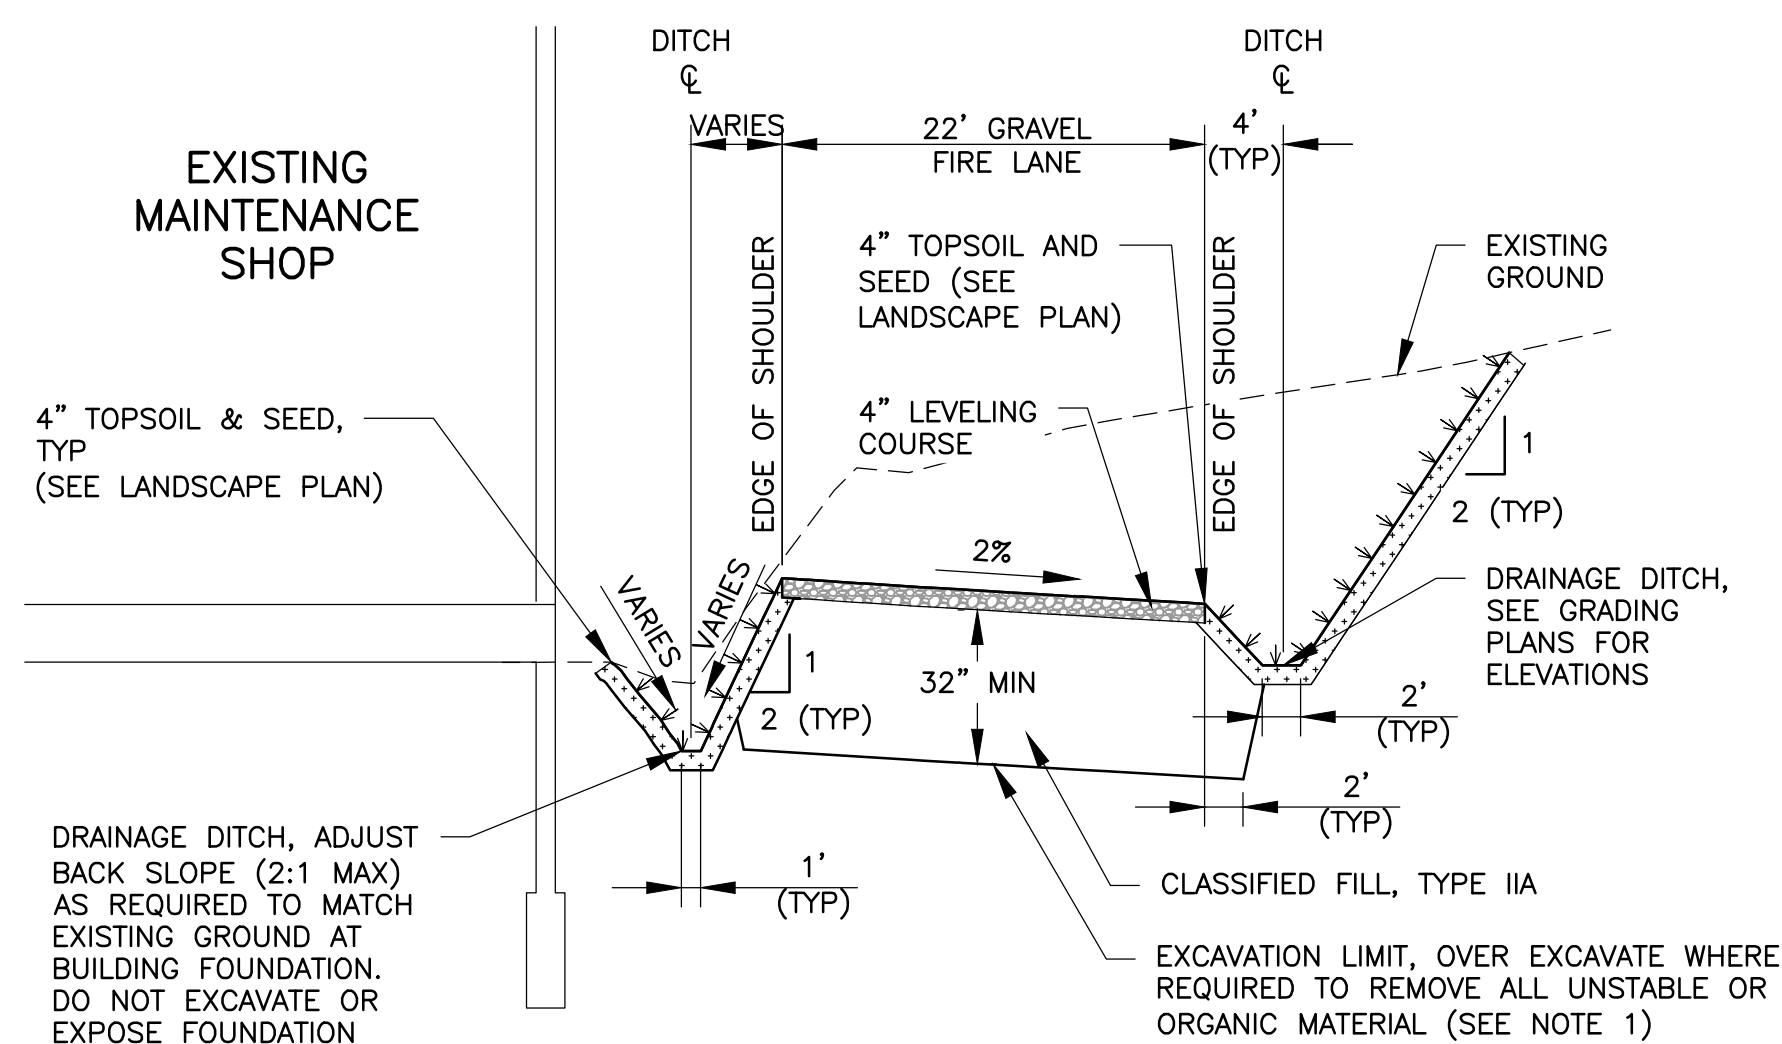 DITCH
℄
DITCH
℄
VARIES
22' GRAVEL
FIRE LANE
4'
(TYP)
EXISTING
MAINTENANCE
SHOP
EDGE OF SHOULDER
4" TOPSOIL AND
SEED (SEE
LANDSCAPE PLAN)
EDGE OF SHOULDER
EXISTING
GROUND
4" TOPSOIL & SEED,
TYP
(SEE LANDSCAPE PLAN)
4" LEVELING
COURSE
1
2 (TYP)
2%
VARIES
VARIES
DRAINAGE DITCH,
SEE GRADING
PLANS FOR
ELEVATIONS
1
2 (TYP)
32" MIN
2'
(TYP)
2'
(TYP)
DRAINAGE DITCH, ADJUST
BACK SLOPE (2:1 MAX)
AS REQUIRED TO MATCH
EXISTING GROUND AT
BUILDING FOUNDATION.
DO NOT EXCAVATE OR
EXPOSE FOUNDATION
1'
(TYP)
CLASSIFIED FILL, TYPE IIA
EXCAVATION LIMIT, OVER EXCAVATE WHERE
REQUIRED TO REMOVE ALL UNSTABLE OR
ORGANIC MATERIAL (SEE NOTE 1)